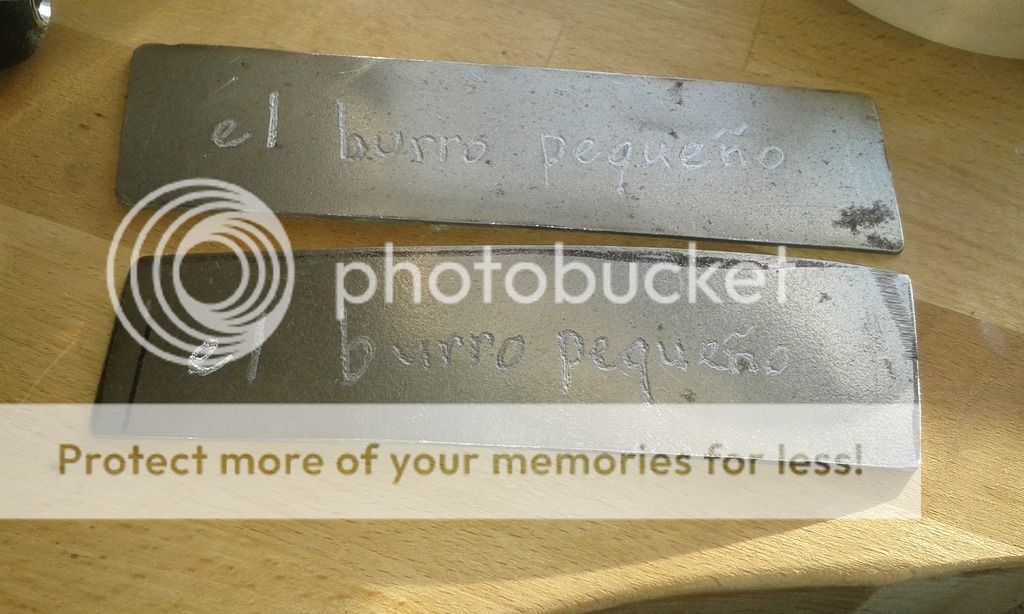 el burro pequeño
photobucket
el burro pequeño
Protect more of your memories for less!